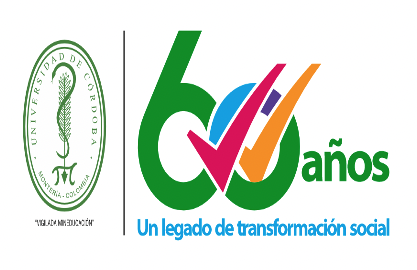 · UNIVERSIDAD DE CÓRDOBA ·
MONTERÍA - COLOMBIA
"VIGILADA MINEDUCACIÓN"
60 años
Un legado de transformación social